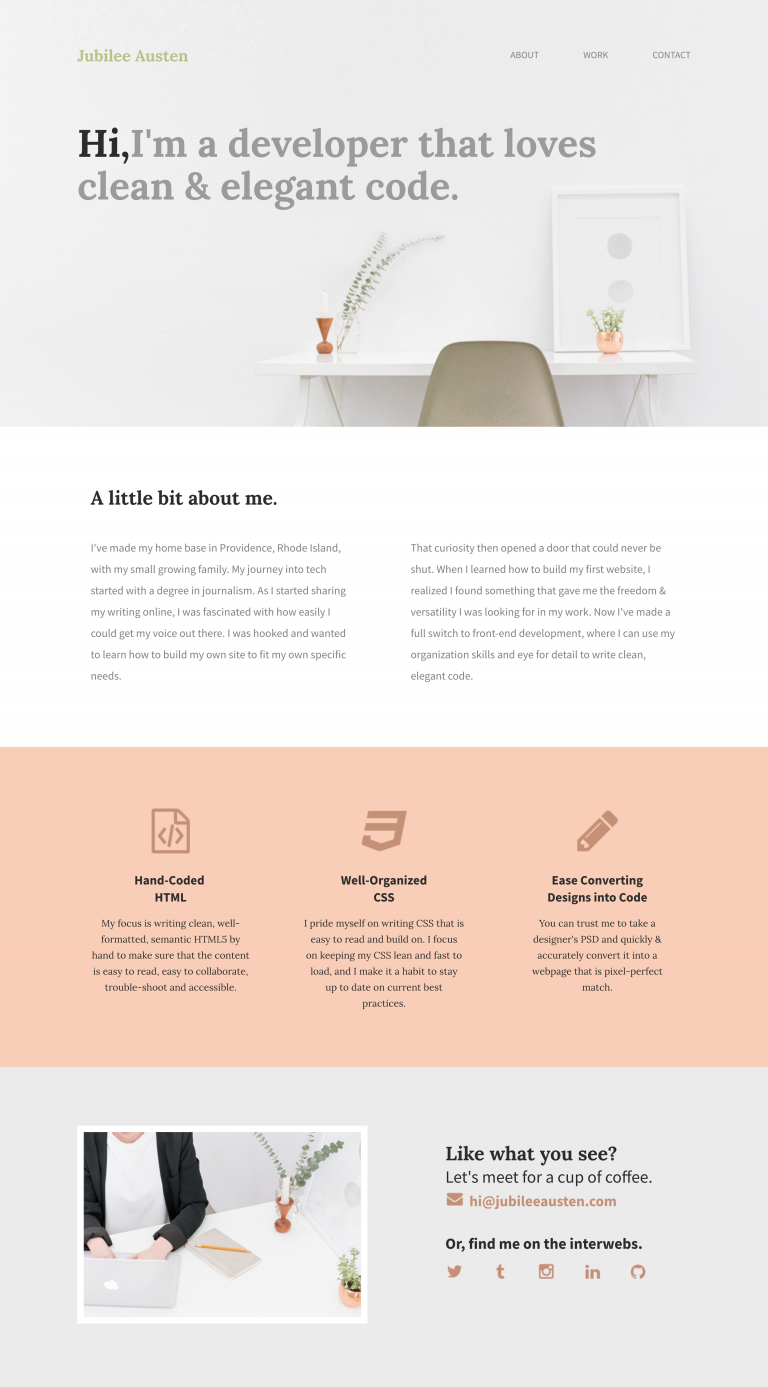 Jubilee Austen
ABOUT WORK CONTACT
Hi,I'm a developer that loves
clean & elegant code.
A little bit about me.
I've made my home base in Providence, Rhode Island,
with my small growing family. My journey into tech
started with a degree in journalism. As I started sharing
my writing online, I was fascinated with how easily I
could get my voice out there. I was hooked and wanted
to learn how to build my own site to fit my own specific
needs.
That curiosity then opened a door that could never be
shut. When I learned how to build my first website, I
realized I found something that gave me the freedom &
versatility I was looking for in my work. Now I've made a
full switch to front-end development, where I can use my
organization skills and eye for detail to write clean,
elegant code.
Hand-Coded
HTML
My focus is writing clean, well-
formatted, semantic HTML5 by
hand to make sure that the content
is easy to read, easy to collaborate,
trouble-shoot and accessible.
Well-Organized
CSS
I pride myself on writing CSS that is
easy to read and build on. I focus
on keeping my CSS lean and fast to
load, and I make it a habit to stay
up to date on current best
practices.
Ease Converting
Designs into Code
You can trust me to take a
designer's PSD and quickly &
accurately convert it into a
webpage that is pixel-perfect
match.
Like what you see?
Let's meet for a cup of coffee.
hi@jubileeausten.com
Or, find me on the interwebs.